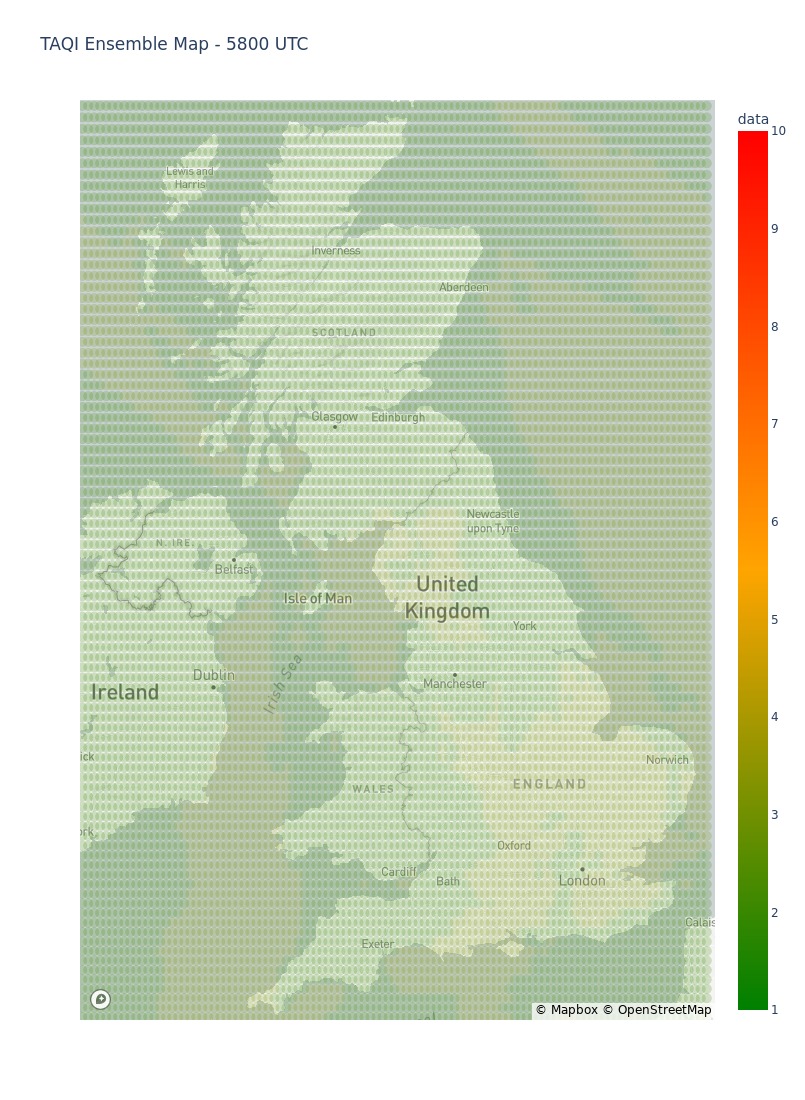 TAQI Ensemble Map - 5800 UTC
data
10
9
8
7
6
5
4
3
2
1
Lewis and
Harris
Inverness
Aberdeen
SCOTLAND
Glasgow
Edinburgh
Newcastle
upon Tyne
N. IRE.
Belfast
Isle of Man
United
Kingdom
York
Irish Sea
Dublin
Ireland
Manchester
ick
Norwich
WALES
ENGLAND
ork
Oxford
Cardiff
Bath
London
Calais
Exeter
© Mapbox © OpenStreetMap